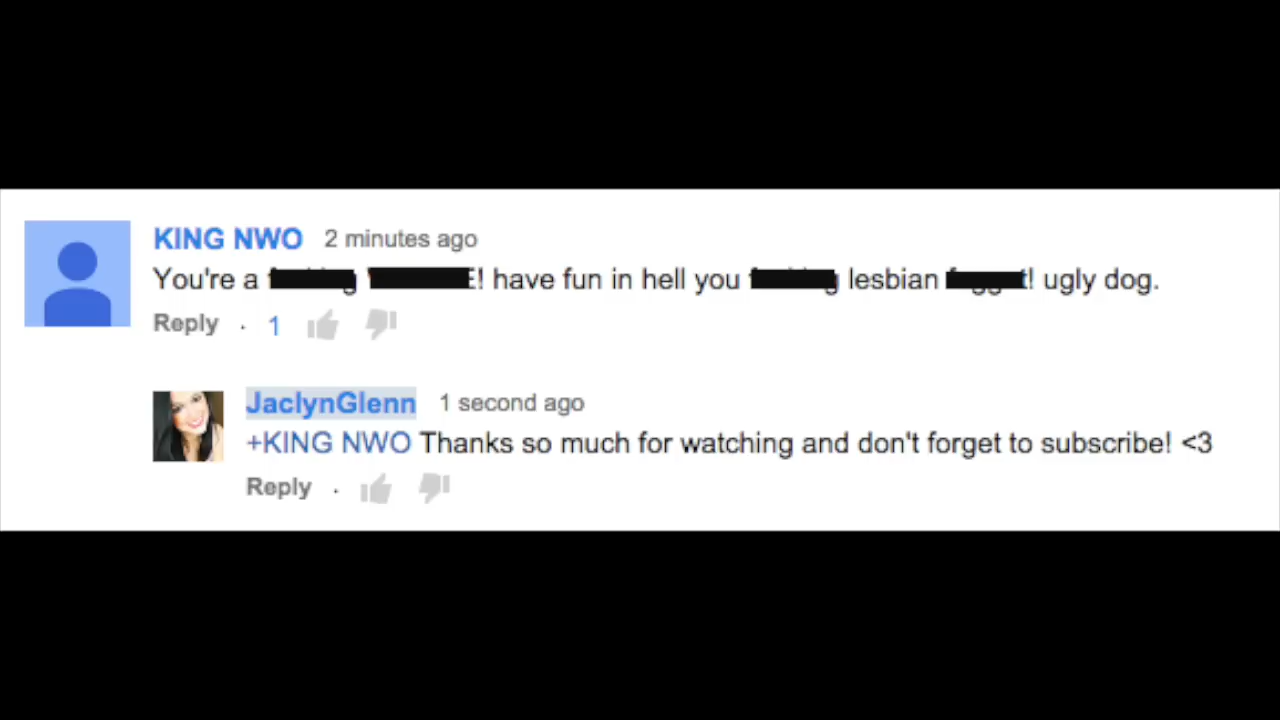 KING NWO 2 minutes ago
You're a ! have fun in hell you lesbian ! ugly dog.
Reply · 1
JaclynGlenn 1 second ago
+KING NWO Thanks so much for watching and don't forget to subscribe! <3
Reply ·